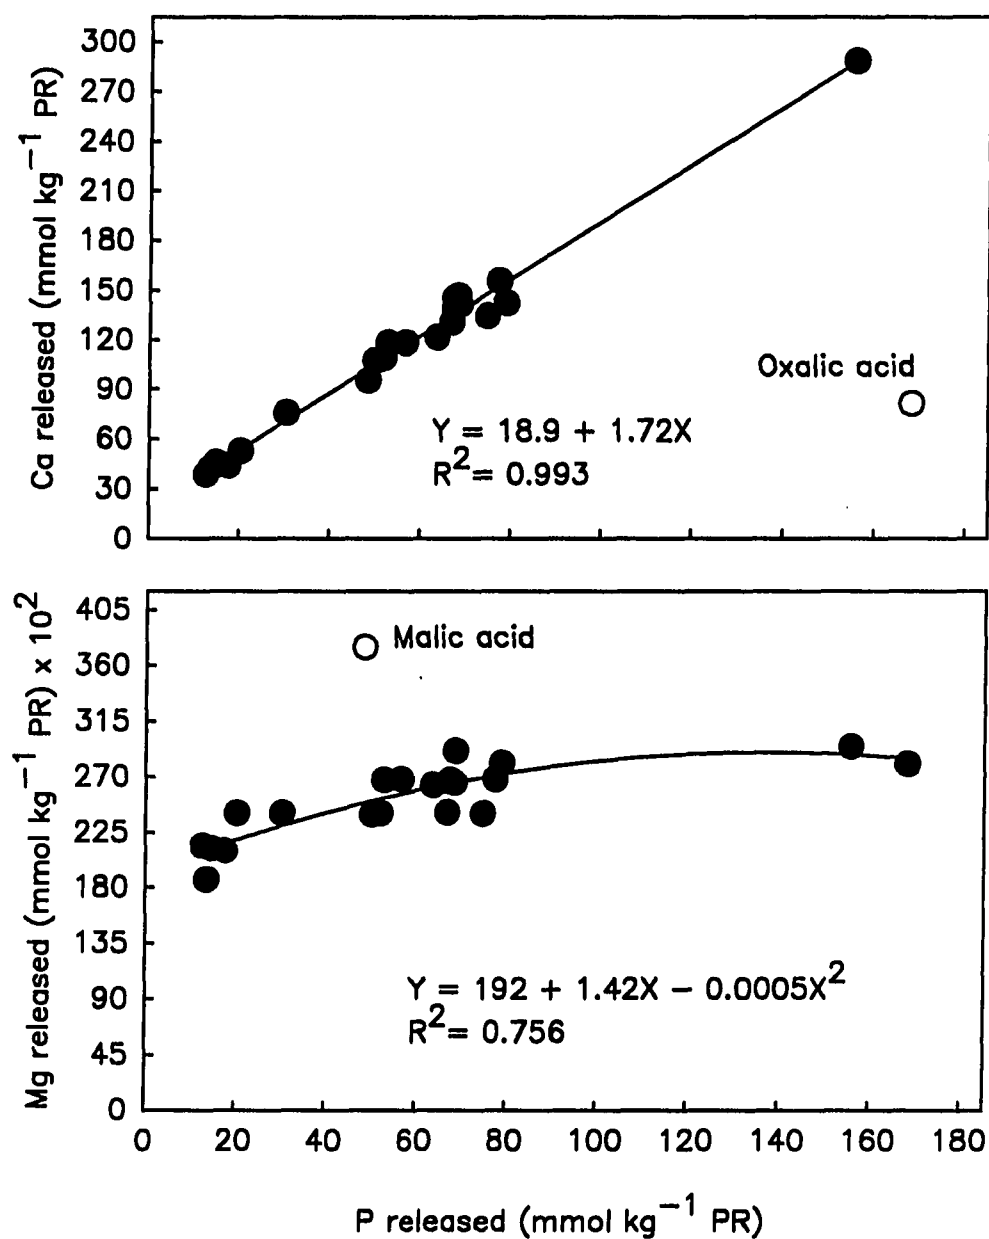 300
270
240
210
180
150
120
90
60
30
0
Ca released (mmol kg⁻¹ PR)
Oxalic acid
Y = 18.9 + 1.72X
R² = 0.993
405
360
315
270
225
180
135
90
45
0
Mg released (mmol kg⁻¹ PR) x 10²
Malic acid
Y = 192 + 1.42X − 0.0005X²
R² = 0.756
0 20 40 60 80 100 120 140 160 180
P released (mmol kg⁻¹ PR)